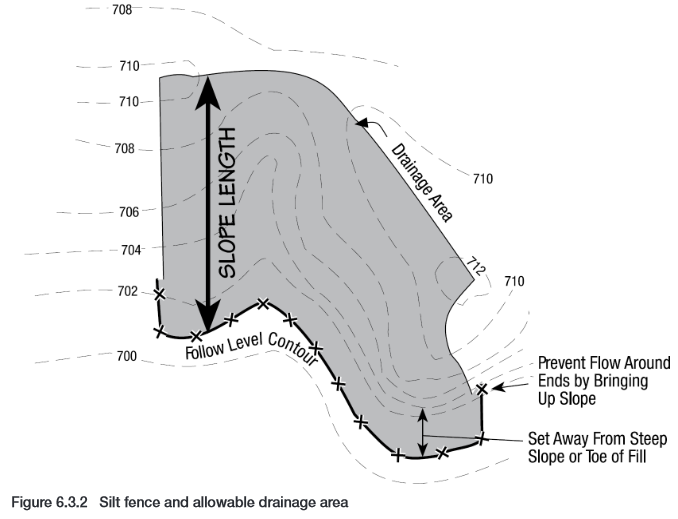 708
710
710
708
706
704
702
700
SLOPE LENGTH
Drainage Area
710
712
710
Follow Level Contour
Prevent Flow Around
Ends by Bringing
Up Slope
Set Away From Steep
Slope or Toe of Fill
Figure 6.3.2 Silt fence and allowable drainage area